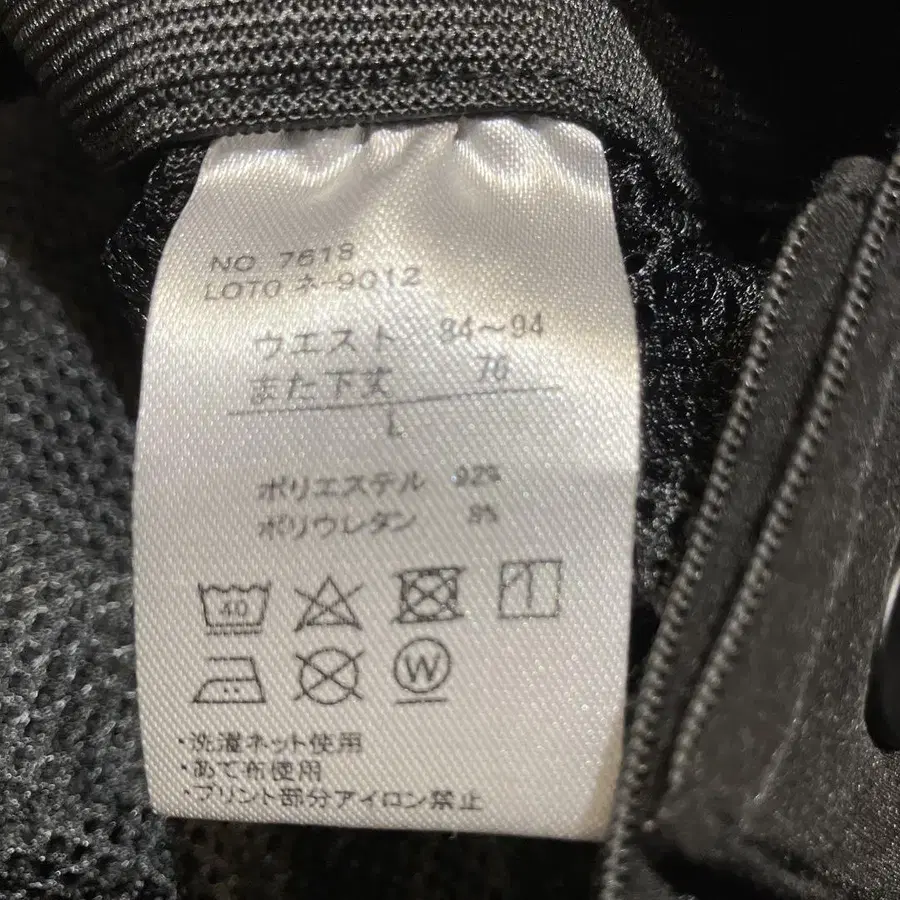 NO 7618
LOT0 ネ-9012
ウエスト 84～94
また下丈 76
L
ポリエステル 92%
ポリウレタン 8%
40
W
・洗濯ネット使用
・あて布使用
・プリント部分アイロン禁止